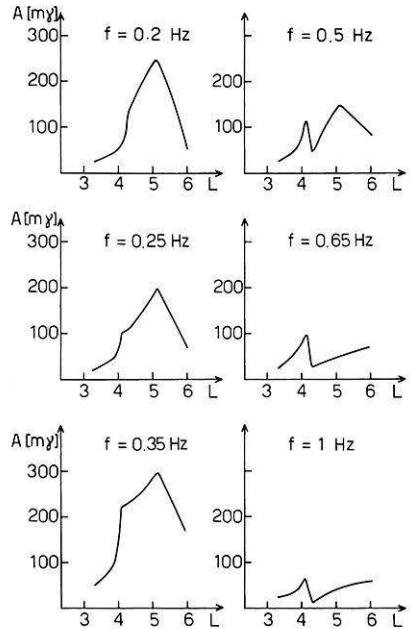 A [mγ]
f = 0.2 Hz
300
200
100
3 4 5 6 L
f = 0.5 Hz
200
100
3 4 5 6 L
A [mγ]
f = 0.25 Hz
300
200
100
3 4 5 6 L
f = 0.65 Hz
200
100
3 4 5 6 L
A [mγ]
f = 0.35 Hz
300
200
100
3 4 5 6 L
f = 1 Hz
200
100
3 4 5 6 L